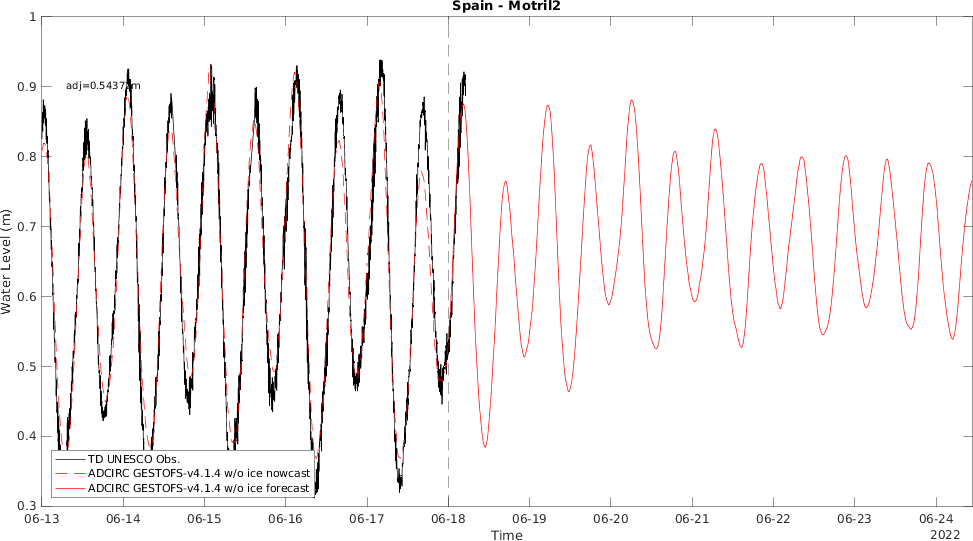 Spain - Motril2
1
0.9
0.8
0.7
0.6
0.5
0.4
0.3
Water Level (m)
TD UNESCO Obs.
ADCIRC GESTOFS-v4.1.4 w/o ice nowcast
ADCIRC GESTOFS-v4.1.4 w/o ice forecast
06-13 06-14 06-15 06-16 06-17 06-18 06-19 06-20 06-21 06-22 06-23 06-24
Time
2022